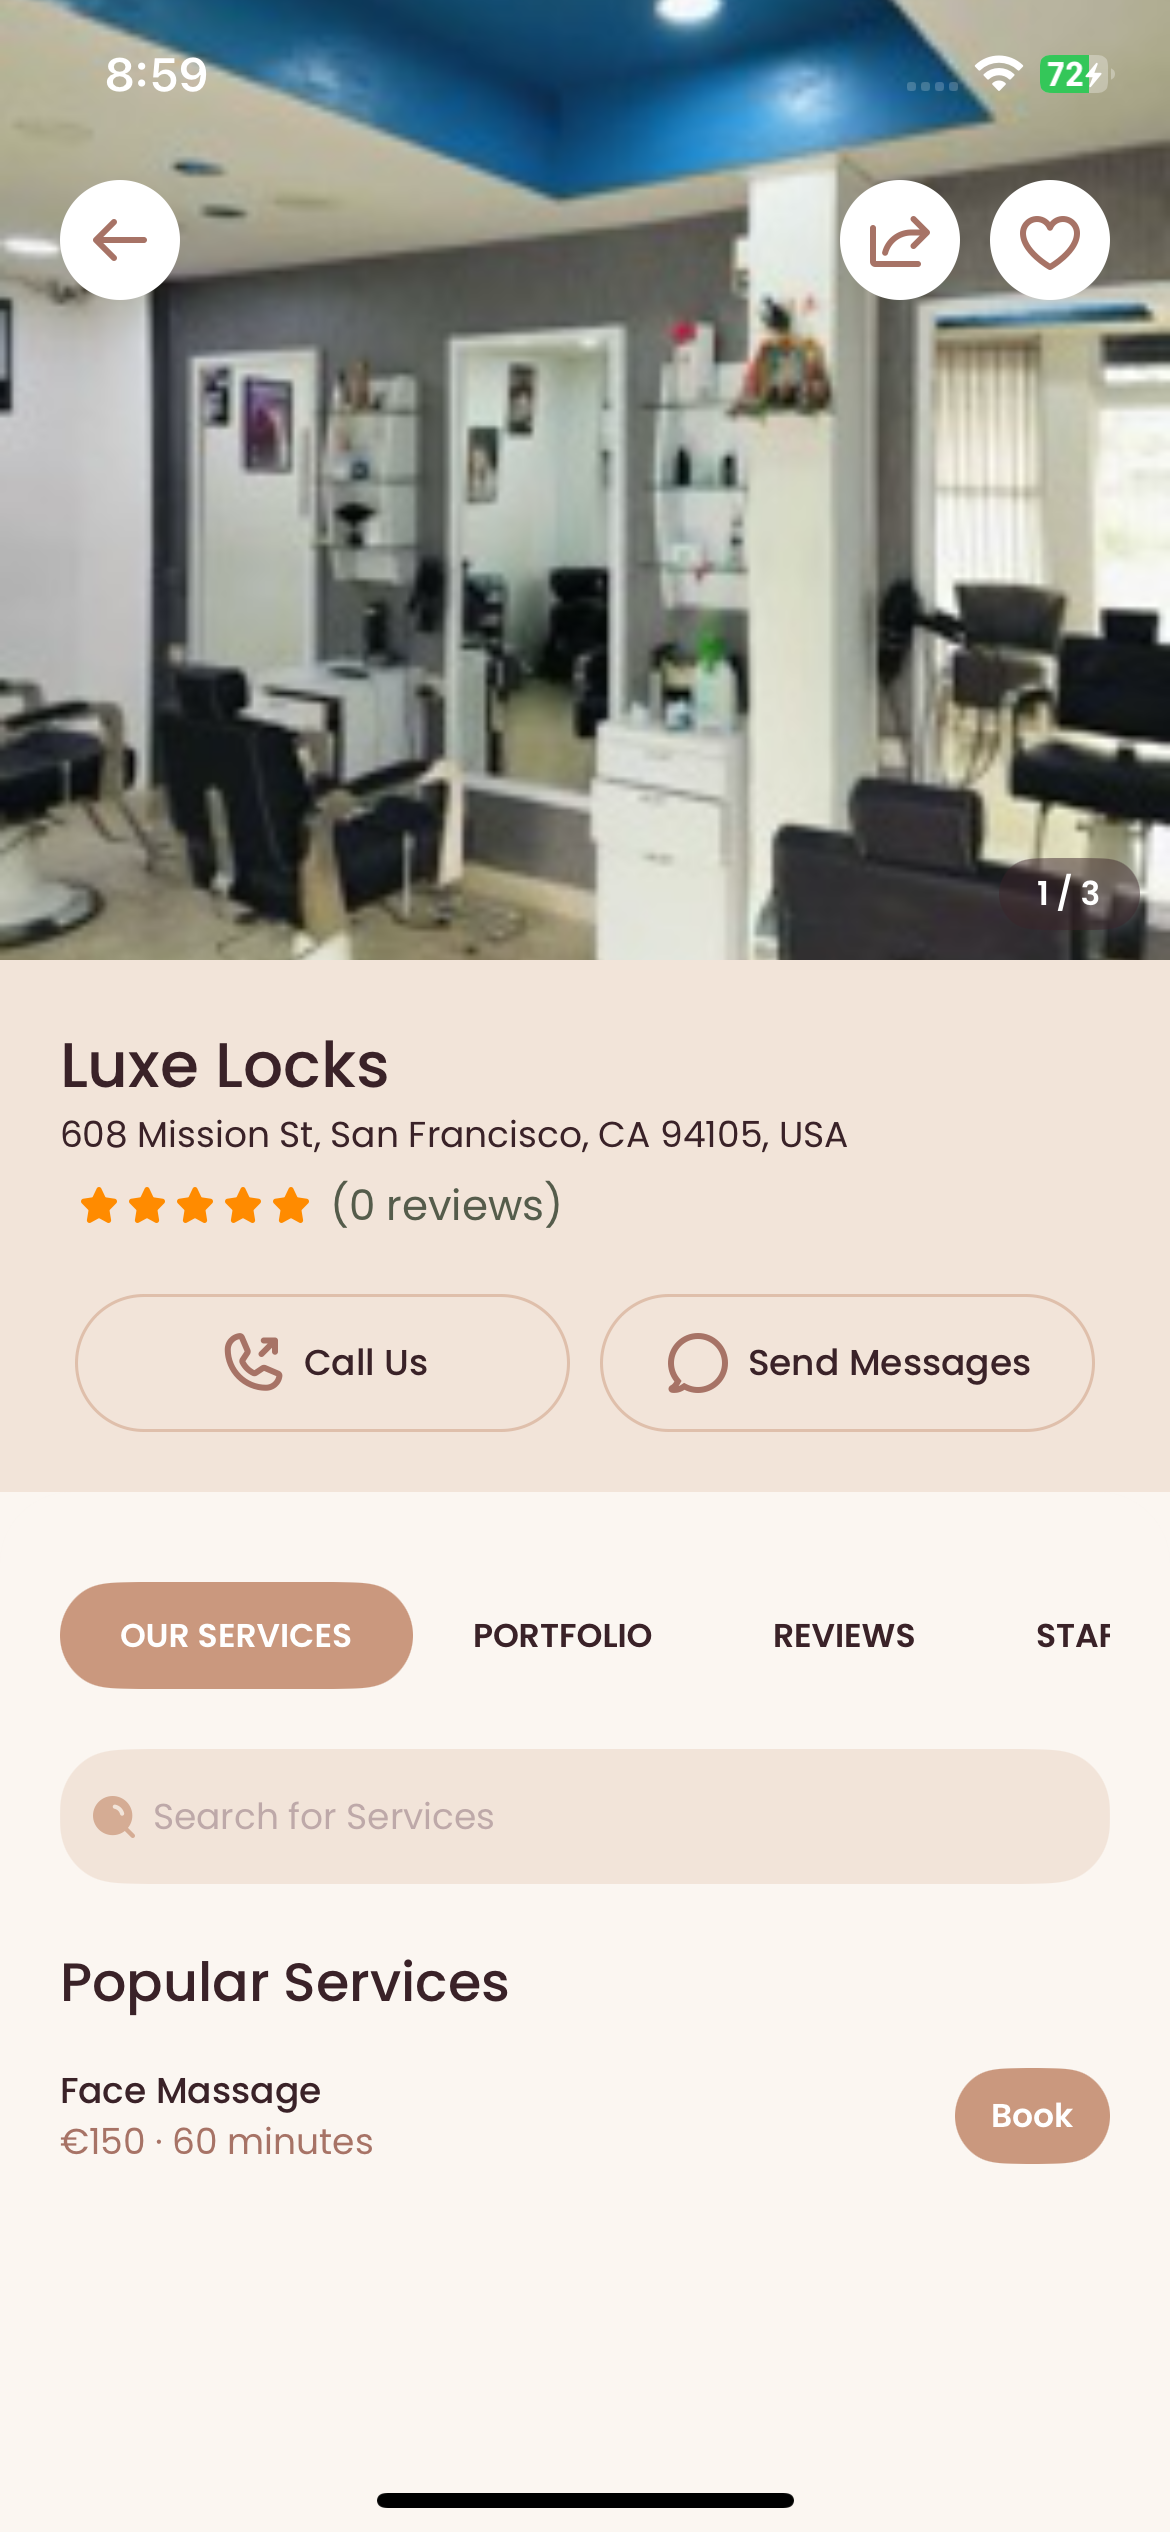 8:59
72
1 / 3
Luxe Locks
608 Mission St, San Francisco, CA 94105, USA
(0 reviews)
Call Us
Send Messages
OUR SERVICES
PORTFOLIO
REVIEWS
STAF
Search for Services
Popular Services
Face Massage
€150 · 60 minutes
Book